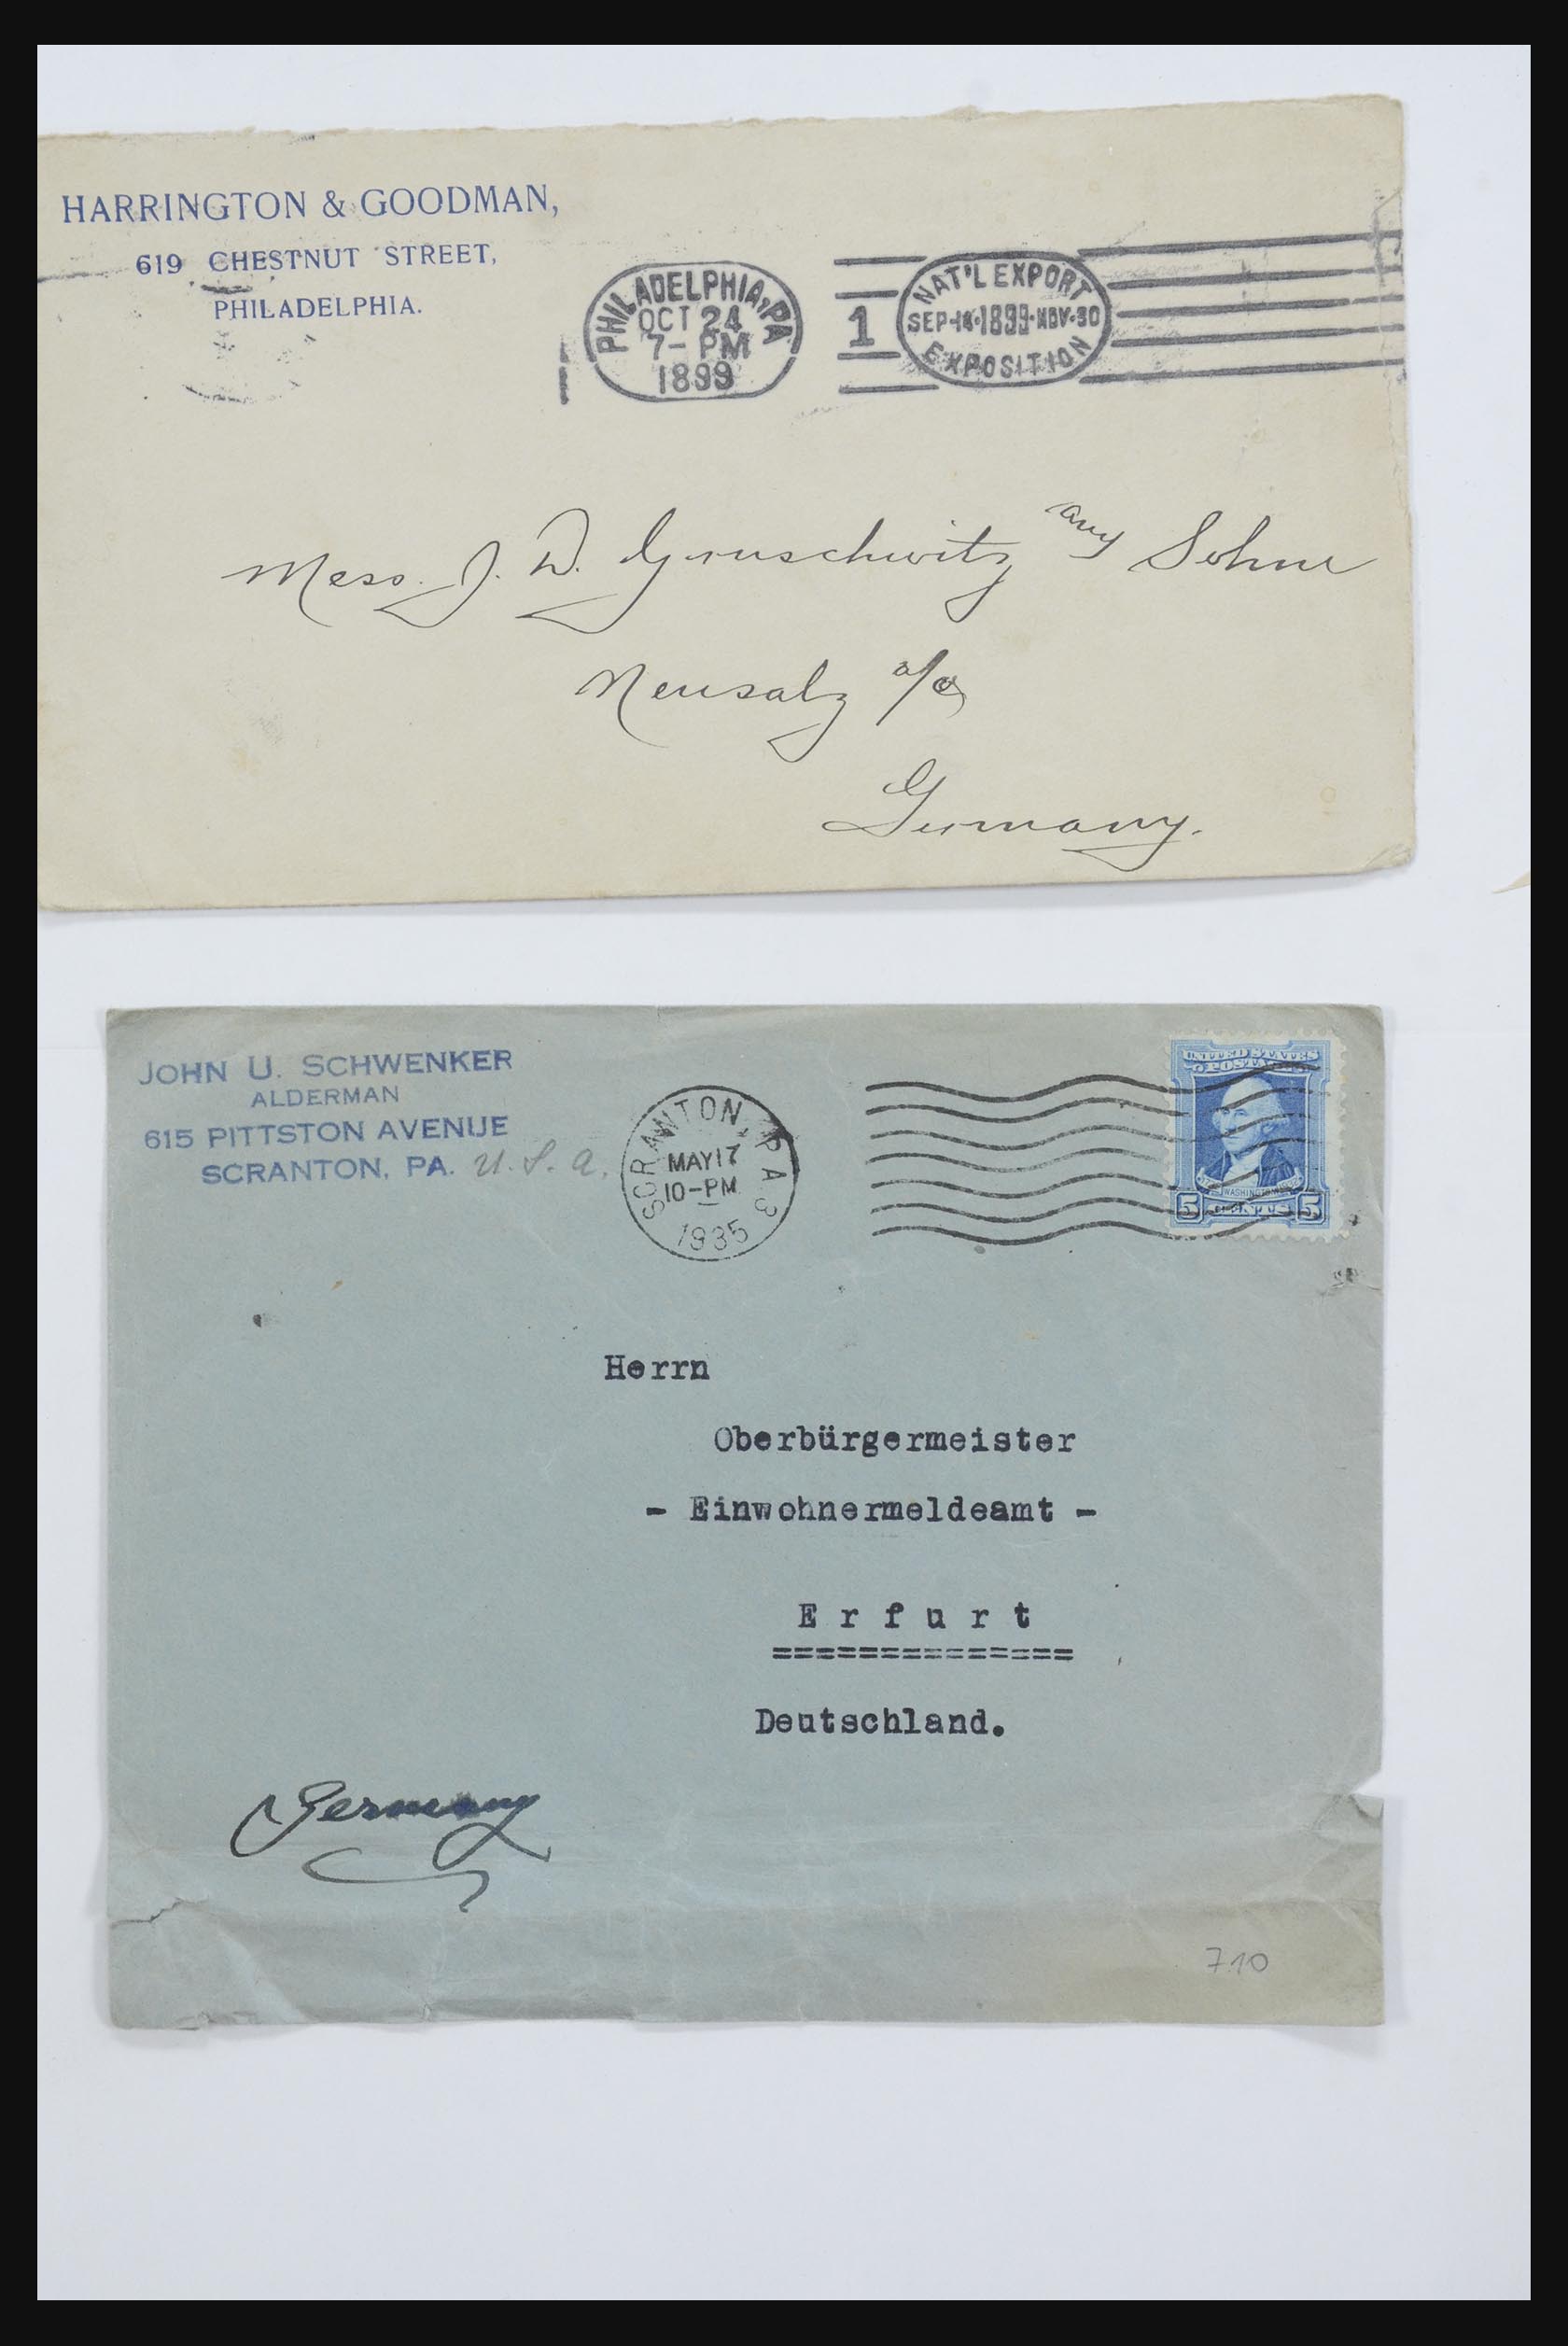 HARRINGTON & GOODMAN,
619 CHESTNUT STREET,
PHILADELPHIA.
PHILADELPHIA, PA
OCT 24
7- PM
1899
1
NAT'L EXPORT
SEP·14·1899·NOV·30
EXPOSITION
Mess. J. D. Gruschwitz Sohne
Neusalz a/o
Germany.
JOHN U. SCHWENKER
ALDERMAN
615 PITTSTON AVENUE
SCRANTON, PA. U. S. A.
SCRANTON, PA 3
MAY 17
10-PM
1935
UNITED STATES
POSTAGE
WASHINGTON
5 CENTS 5
Herrn
Oberbürgermeister
- Einwohnermeldeamt -
Erfurt
==============
Deutschland.
Germany
710